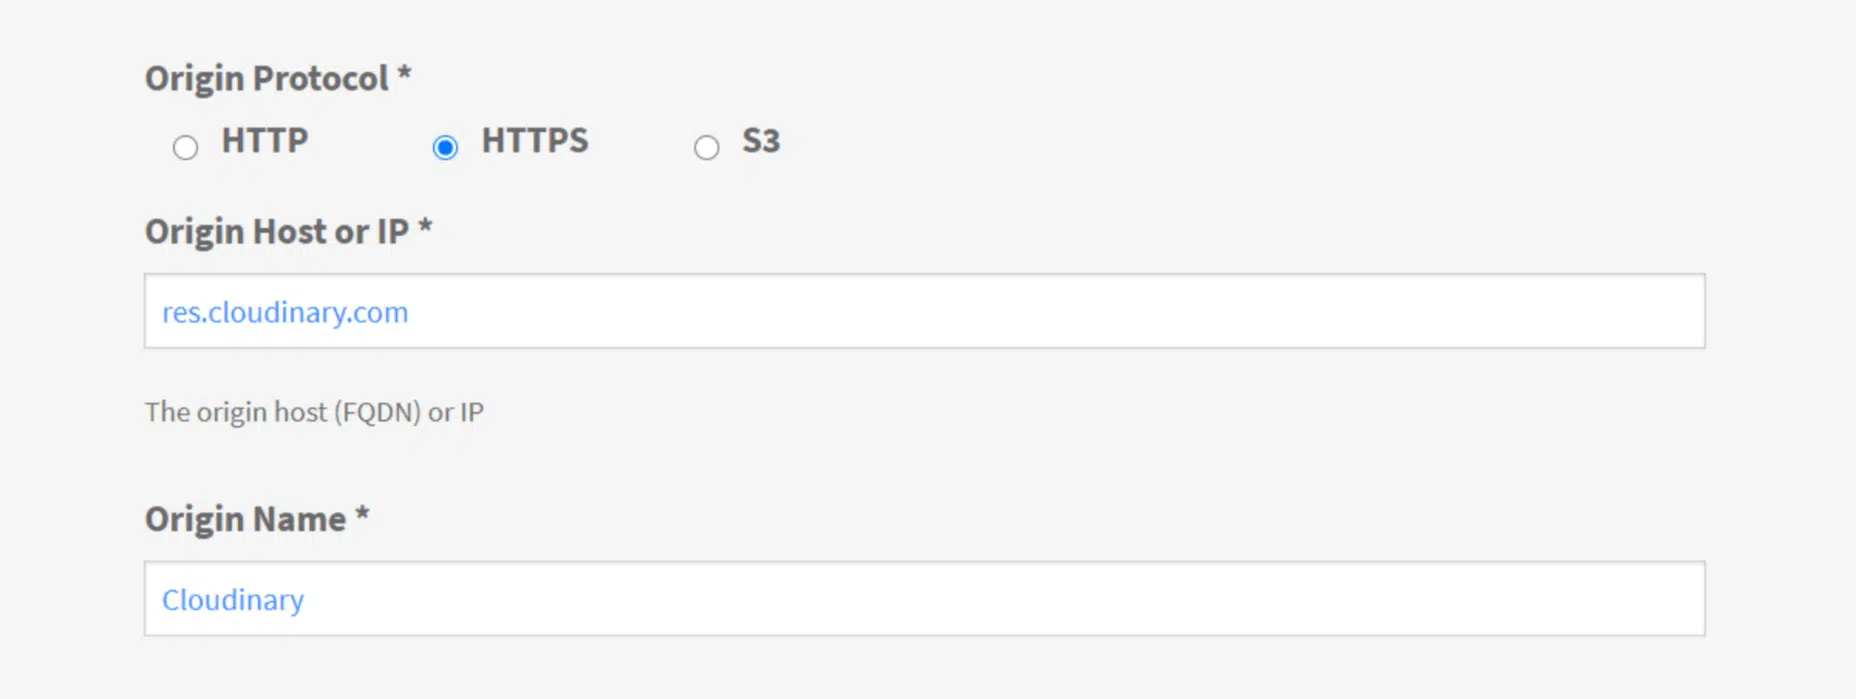 Origin Protocol *
HTTP HTTPS S3
Origin Host or IP *
res.cloudinary.com
The origin host (FQDN) or IP
Origin Name *
Cloudinary